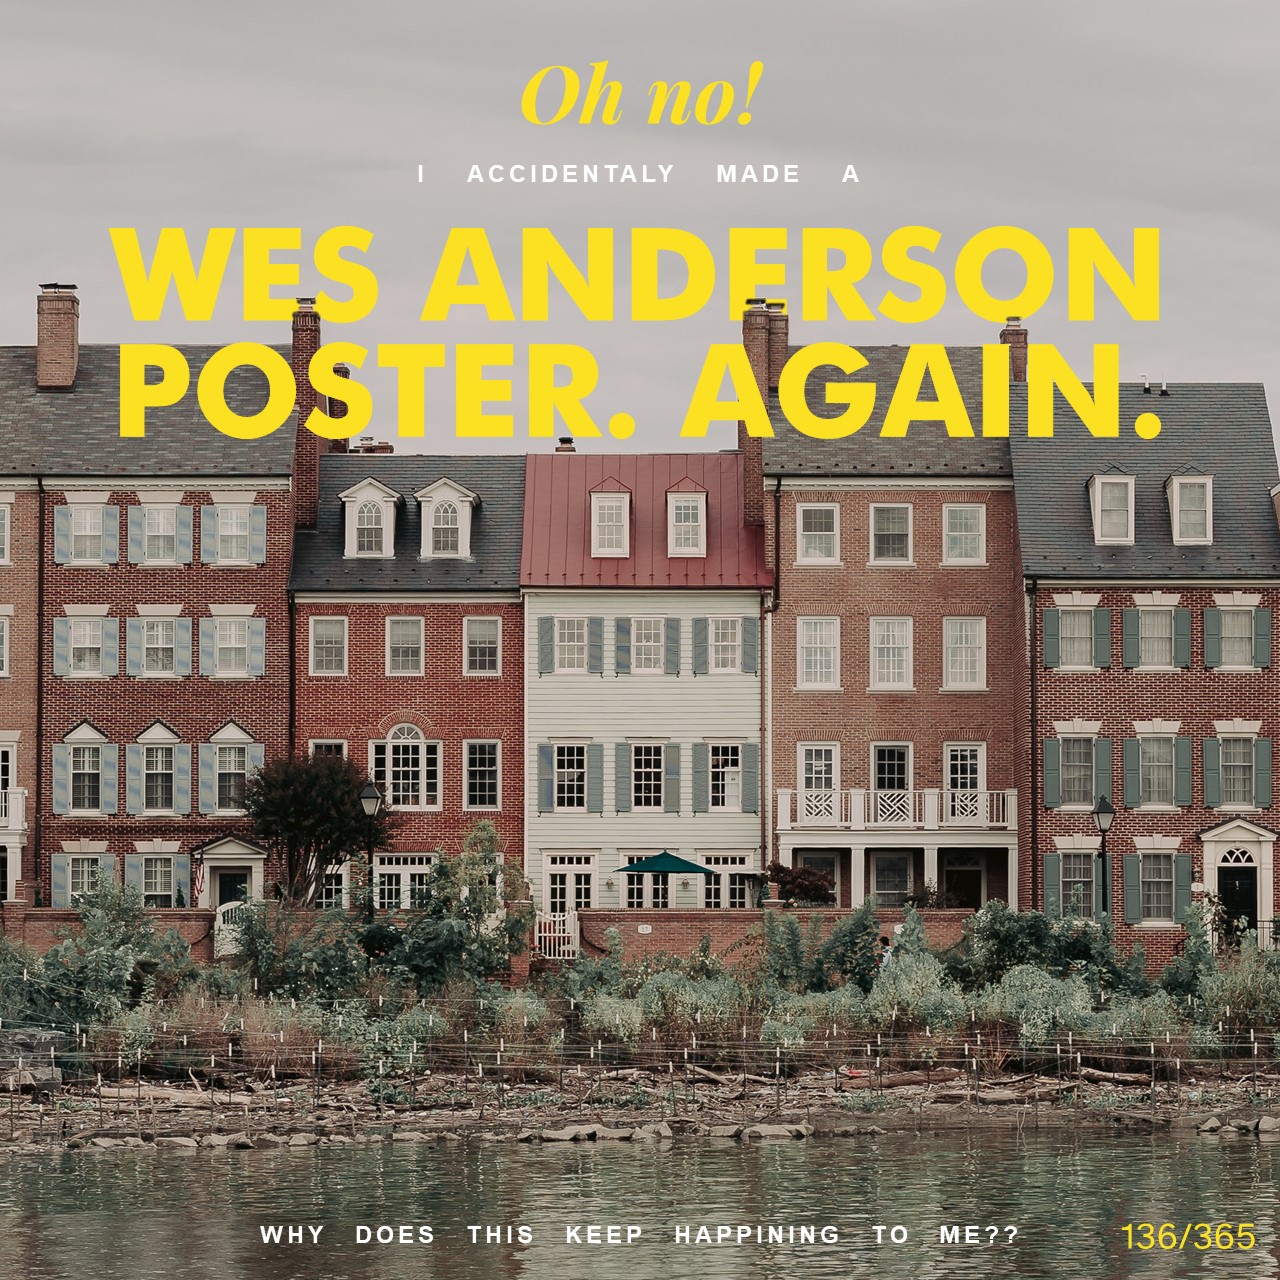 Oh no!
I ACCIDENTALY MADE A
WES ANDERSON
POSTER. AGAIN.
WHY DOES THIS KEEP HAPPINING TO ME??
136/365